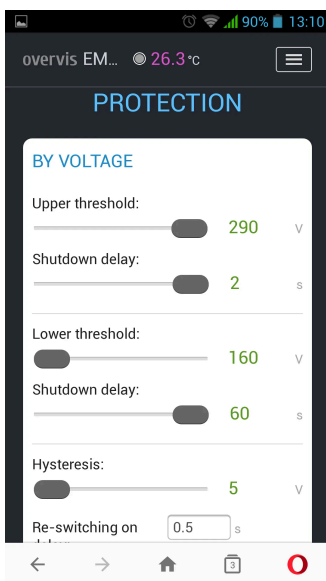 90% 13:10
overvis EM... 26.3 °C
PROTECTION
BY VOLTAGE
Upper threshold:
290 V
Shutdown delay:
2 s
Lower threshold:
160 V
Shutdown delay:
60 s
Hysteresis:
5 V
Re-switching on
0.5 s
3